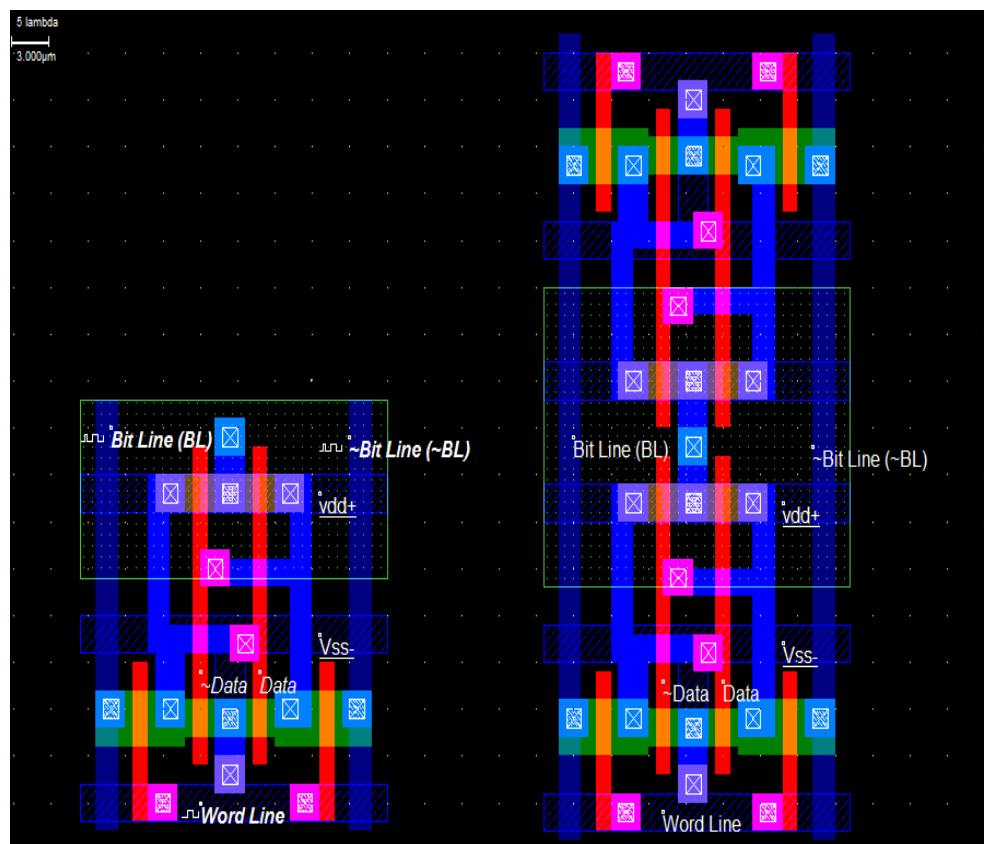 5 lambda
3.000µm
Bit Line (BL)
~Bit Line (~BL)
vdd+
Vss-
~Data
Data
Word Line
Bit Line (BL)
~Bit Line (~BL)
vdd+
Vss-
~Data
Data
Word Line